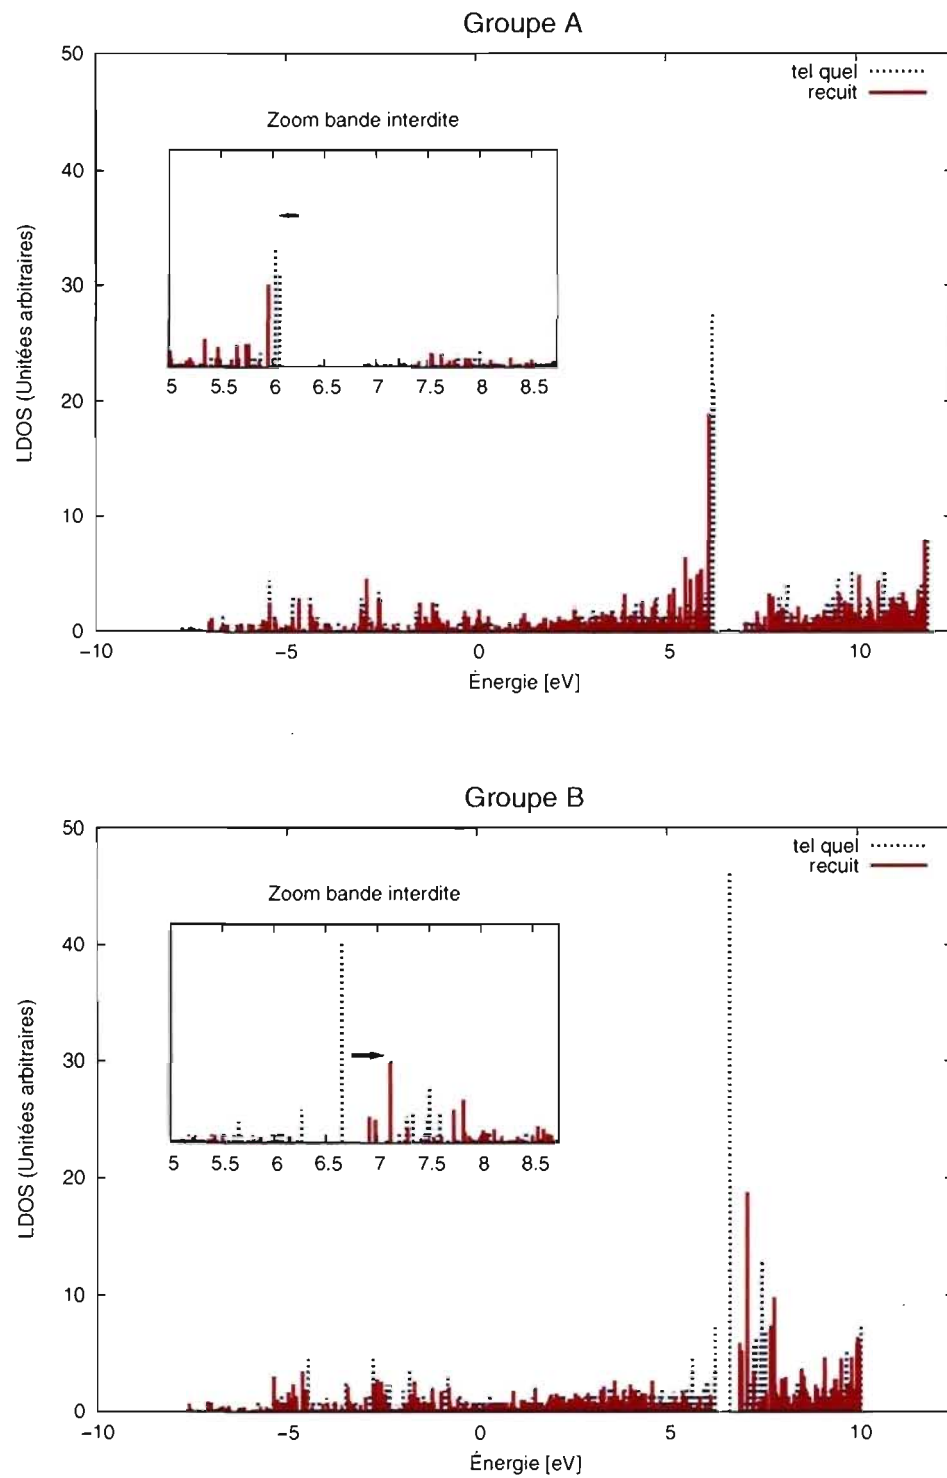 Groupe A
50
40
30
20
10
0
LDOS (Unitées arbitraires)
tel quel
recuit
Zoom bande interdite
5 5.5 6 6.5 7 7.5 8 8.5
−10 −5 0 5 10
Énergie [eV]
Groupe B
50
40
30
20
10
0
LDOS (Unitées arbitraires)
tel quel
recuit
Zoom bande interdite
5 5.5 6 6.5 7 7.5 8 8.5
−10 −5 0 5 10
Énergie [eV]